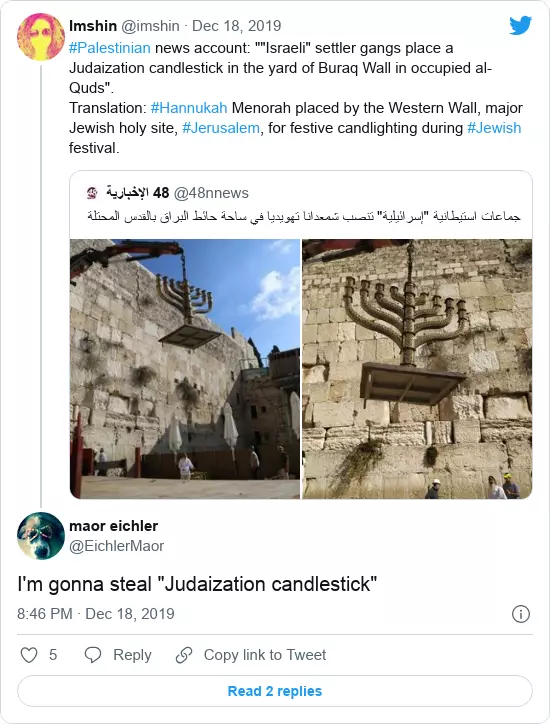 Imshin @imshin · Dec 18, 2019
#Palestinian news account: ""Israeli" settler gangs place a
Judaization candlestick in the yard of Buraq Wall in occupied al-
Quds".
Translation: #Hannukah Menorah placed by the Western Wall, major
Jewish holy site, #Jerusalem, for festive candlighting during #Jewish
festival.
48 الإخبارية @48nnews
جماعات استيطانية "إسرائيلية" تنصب شمعدانا تهويديا في ساحة حائط البراق بالقدس المحتلة
maor eichler
@EichlerMaor
I'm gonna steal "Judaization candlestick"
8:46 PM · Dec 18, 2019
5 Reply Copy link to Tweet
Read 2 replies